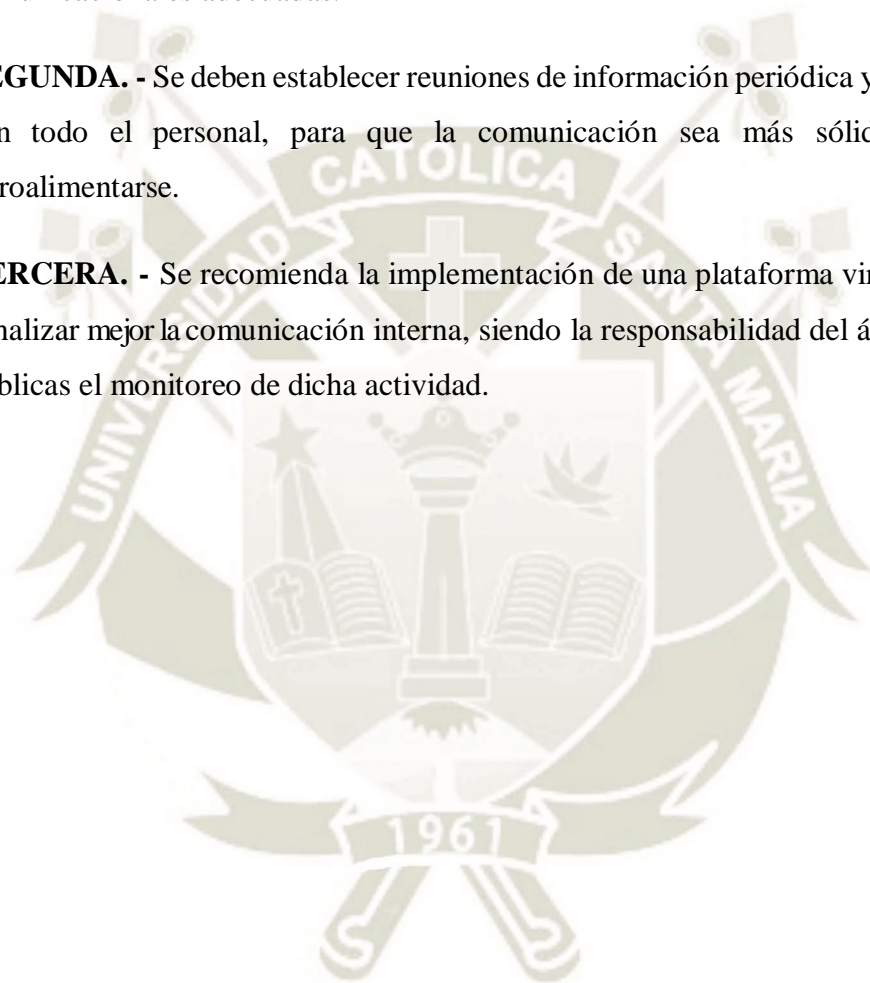 EGUNDA. - Se deben establecer reuniones de información periódica y
n todo el personal, para que la comunicación sea más sólid
roalimentarse.
ERCERA. - Se recomienda la implementación de una plataforma vir
nalizar mejor la comunicación interna, siendo la responsabilidad del á
blicas el monitoreo de dicha actividad.
UNIVERSIDAD CATOLICA SANTA MARIA
1961